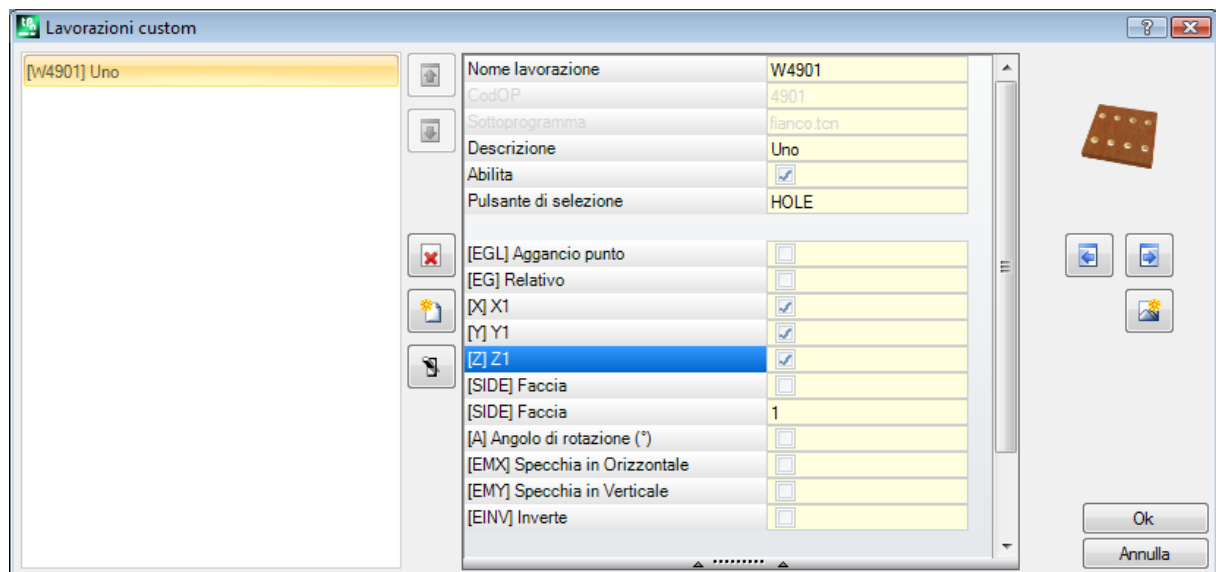 Lavorazioni custom
[W4901] Uno
Nome lavorazione W4901
CodOP 4901
Sottoprogramma fianco.tcn
Descrizione Uno
Abilita
Pulsante di selezione HOLE
[EGL] Aggancio punto
[EG] Relativo
[X] X1
[Y] Y1
[Z] Z1
[SIDE] Faccia
[SIDE] Faccia 1
[A] Angolo di rotazione (°)
[EMX] Specchia in Orizzontale
[EMY] Specchia in Verticale
[EINV] Inverte
Ok
Annulla